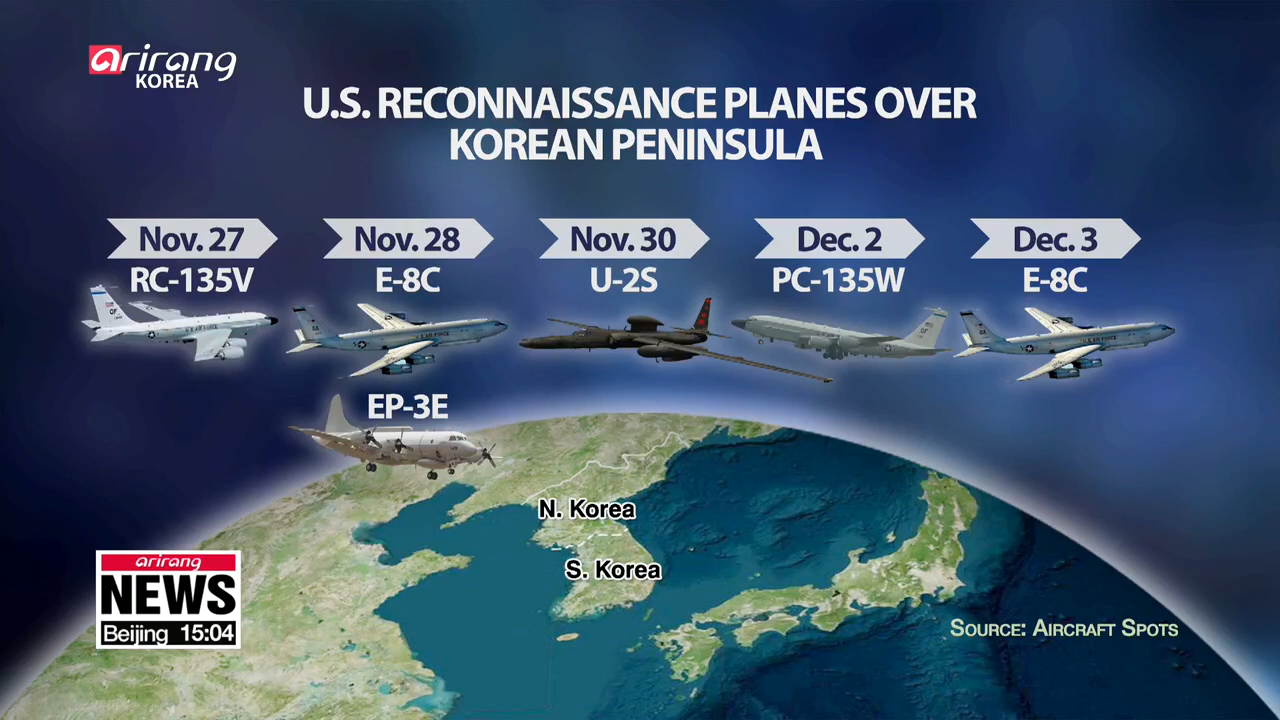 arirang
KOREA
U.S. RECONNAISSANCE PLANES OVER
KOREAN PENINSULA
Nov. 27
Nov. 28
Nov. 30
Dec. 2
Dec. 3
RC-135V
E-8C
U-2S
PC-135W
E-8C
EP-3E
N. Korea
S. Korea
arirang
NEWS
Beijing 15:04
SOURCE: AIRCRAFT SPOTS